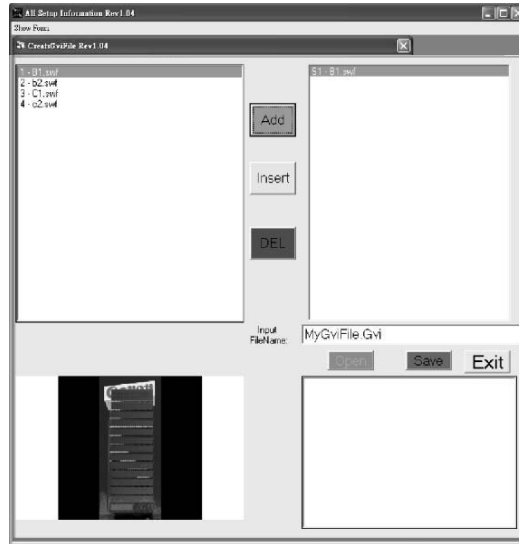 All Setup Information Rev1.04
Show Form
CreateGviFile Rev1.04
1 - B1.swf
2 - b2.swf
3 - C1.swf
4 - c2.swf
S1 - B1.swf
Add
Insert
DEL
Input
FileName:
MyGviFile.Gvi
Open
Save
Exit